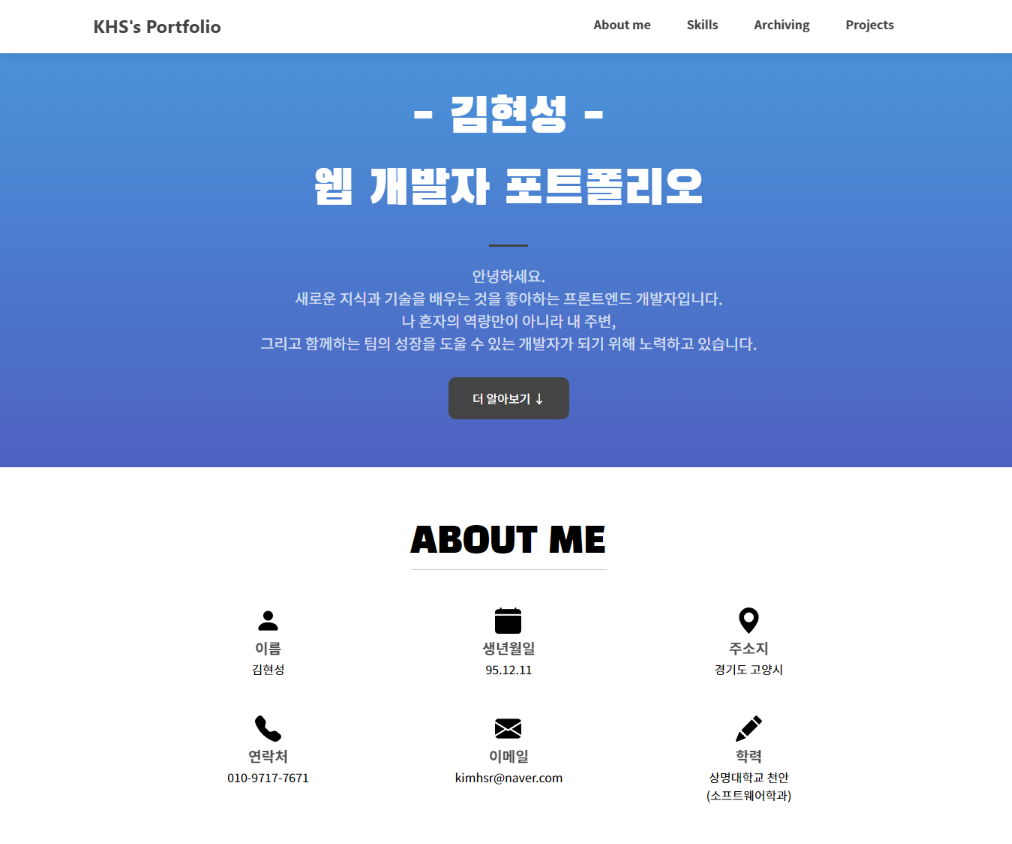 KHS's Portfolio
About me Skills Archiving Projects
- 김현성 -
웹 개발자 포트폴리오
안녕하세요.
새로운 지식과 기술을 배우는 것을 좋아하는 프론트엔드 개발자입니다.
나 혼자의 역량만이 아니라 내 주변,
그리고 함께하는 팀의 성장을 도울 수 있는 개발자가 되기 위해 노력하고 있습니다.
더 알아보기 ↓
ABOUT ME
이름
김현성
생년월일
95.12.11
주소지
경기도 고양시
연락처
010-9717-7671
이메일
kimhsr@naver.com
학력
상명대학교 천안
(소프트웨어학과)